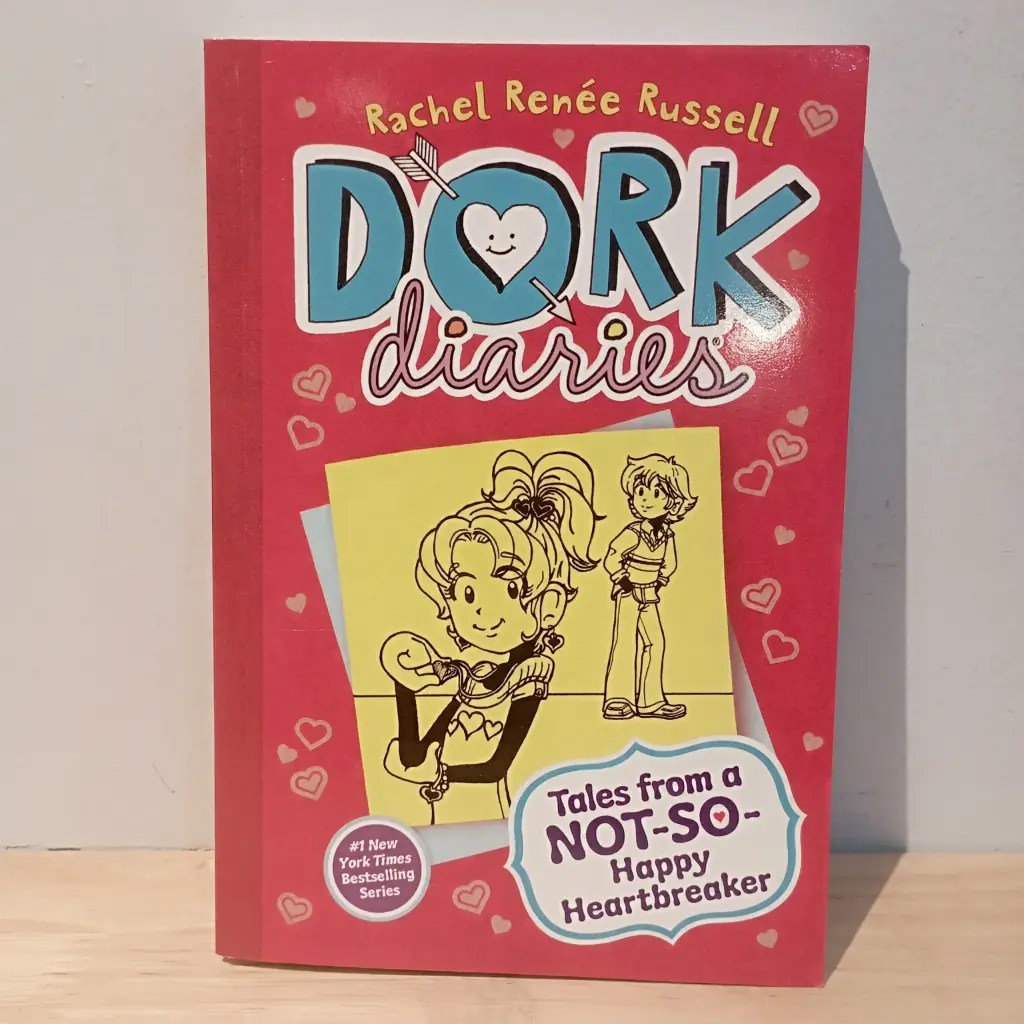 Rachel Renée Russell
DORK
diaries®
Tales from a
NOT-SO-
Happy
Heartbreaker
#1 New
York Times
Bestselling
Series